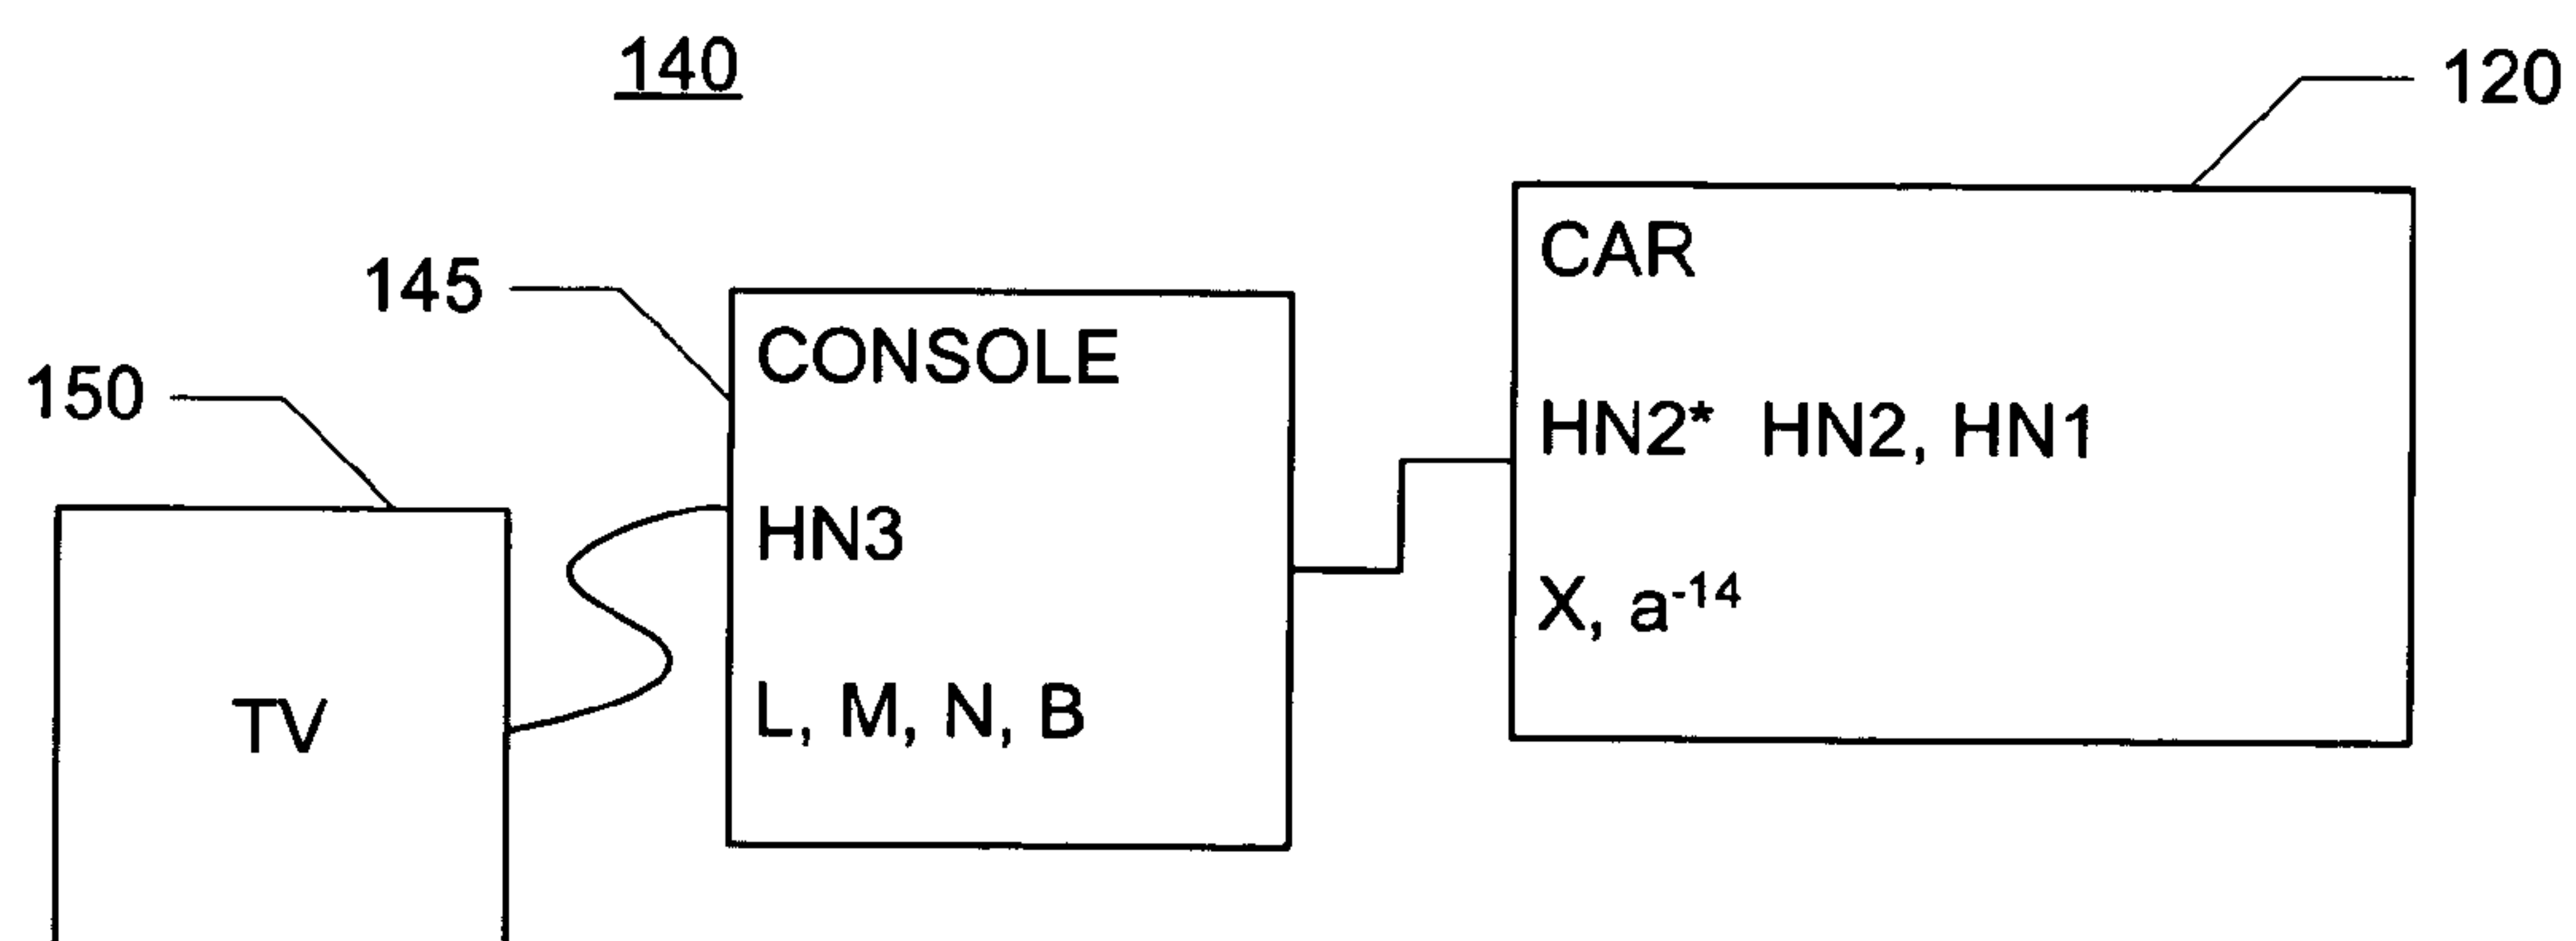 140
120
CAR
145
CONSOLE
150
HN2* HN2, HN1
HN3
X, a⁻¹⁴
L, M, N, B
TV